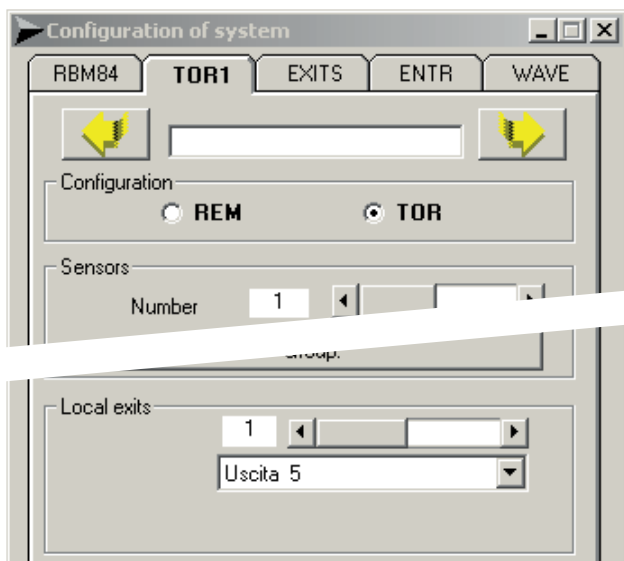 Configuration of system
RBM84 TOR1 EXITS ENTR WAVE
Configuration
REM TOR
Sensors
Number 1
Local exits
1
Uscita 5